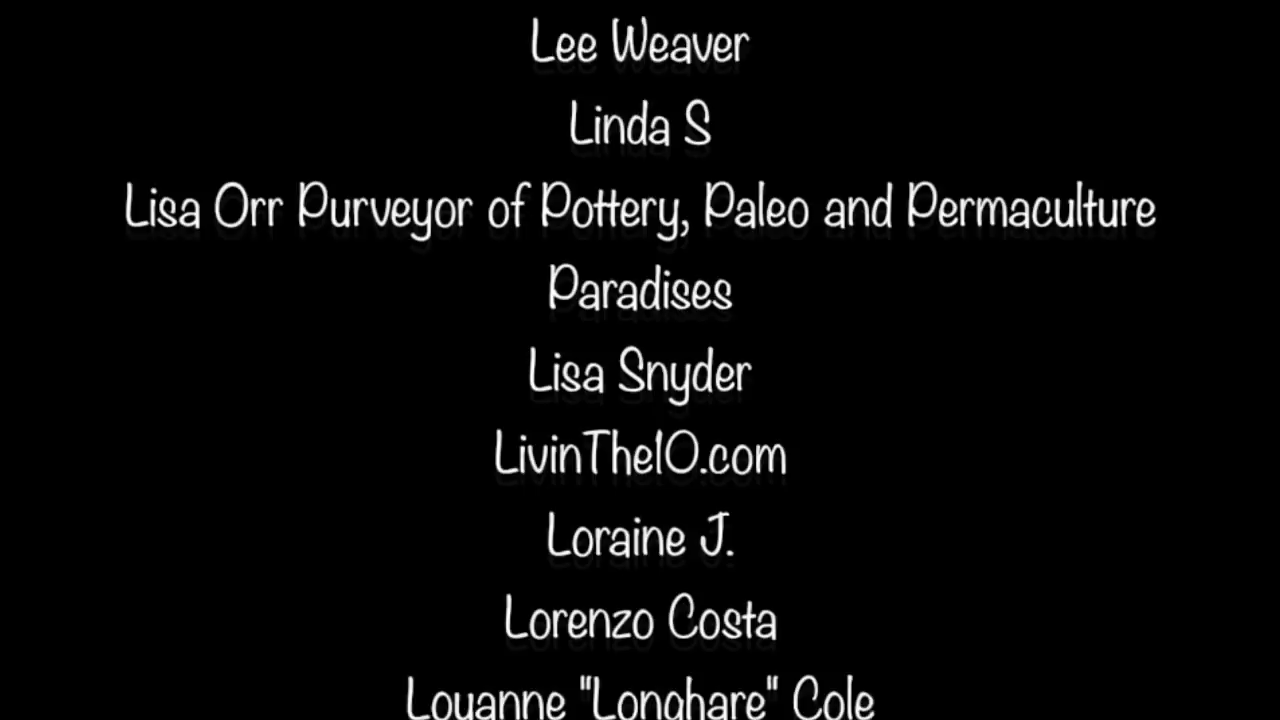 Lee Weaver
Linda S
Lisa Orr Purveyor of Pottery, Paleo and Permaculture
Paradises
Lisa Snyder
LivinThe10.com
Loraine J.
Lorenzo Costa
Louanne "Longhare" Cole